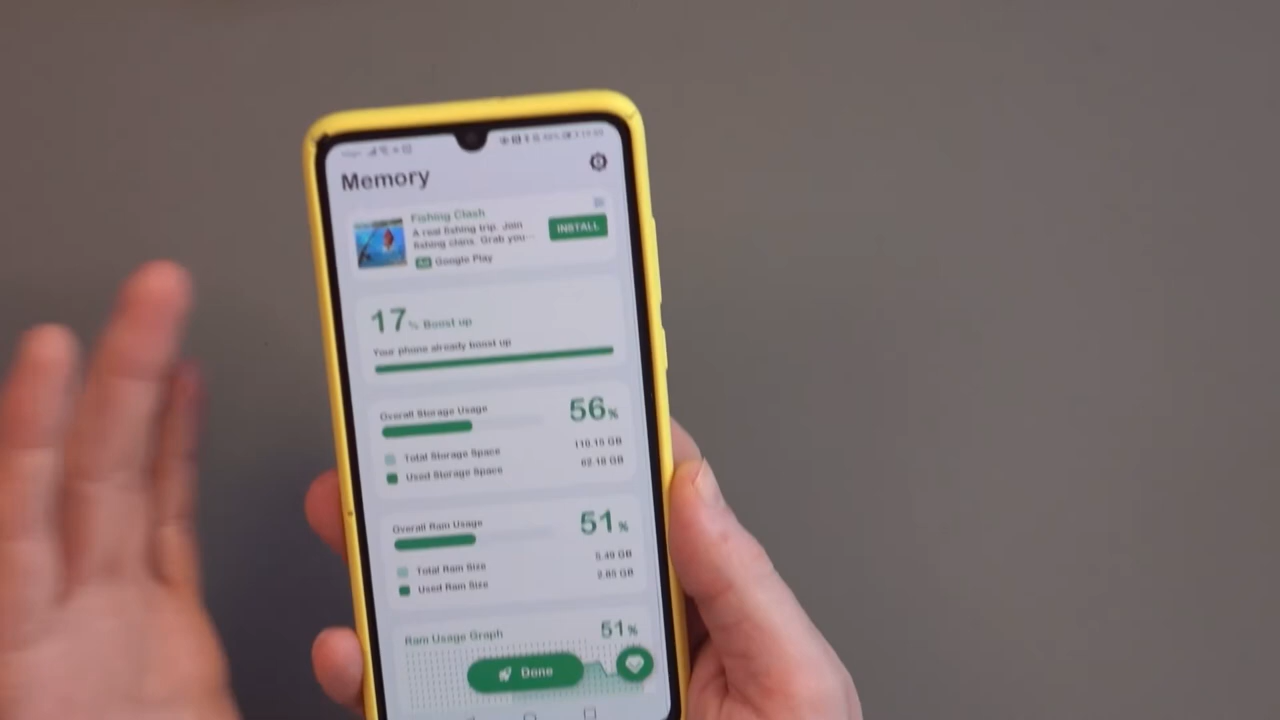 Memory
Fishing Clash
A real fishing trip. Join
fishing clans. Grab you...
INSTALL
Ad Google Play
17% Boost up
Your phone already boost up
Overall Storage Usage
56%
Total Storage Space
110.15 GB
Used Storage Space
62.18 GB
Overall Ram Usage
51%
Total Ram Size
5.49 GB
Used Ram Size
2.83 GB
Ram Usage Graph
51%
Done